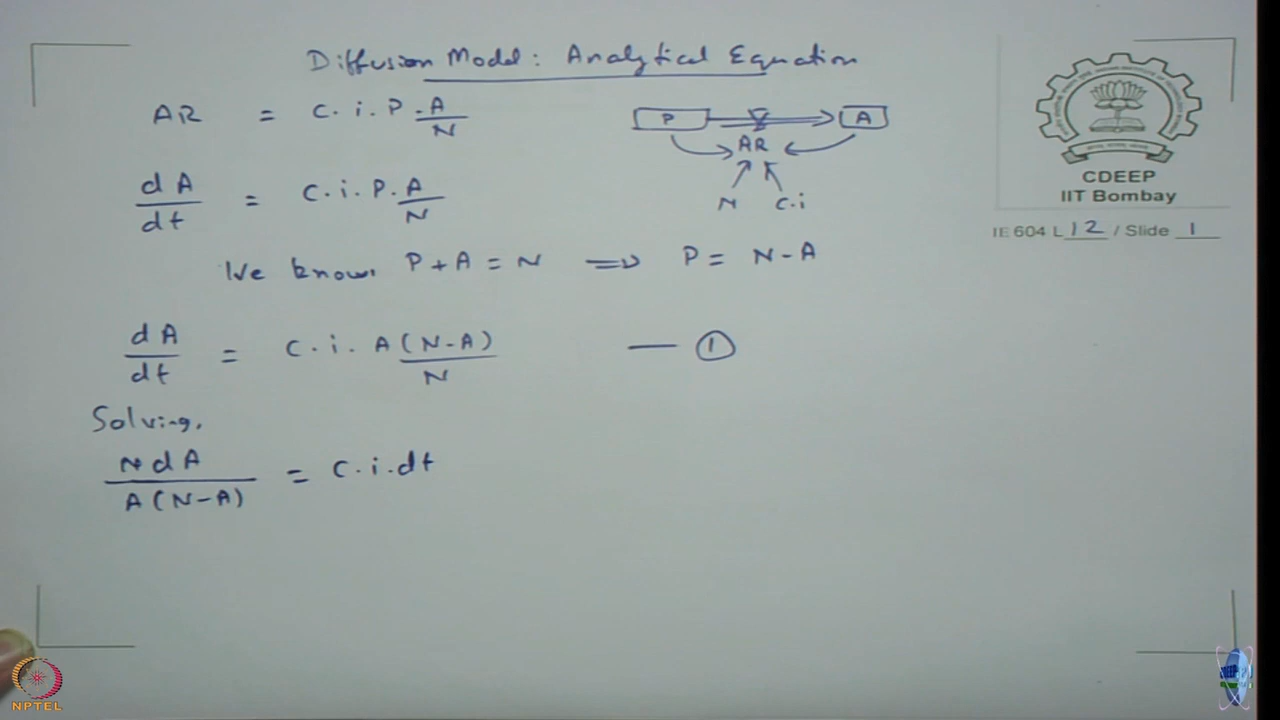 Diffusion Model: Analytical Equation
AR = c.i.P.A/N
P → A
AR
N c.i
dA/dt = c.i.P.A/N
We know, P+A=N ⟹ P = N-A
dA/dt = c.i.A(N-A)/N — ①
Solving,
NdA/A(N-A) = c.i.dt
CDEEP
IIT Bombay
IE 604 L 12 / Slide 1
NPTEL